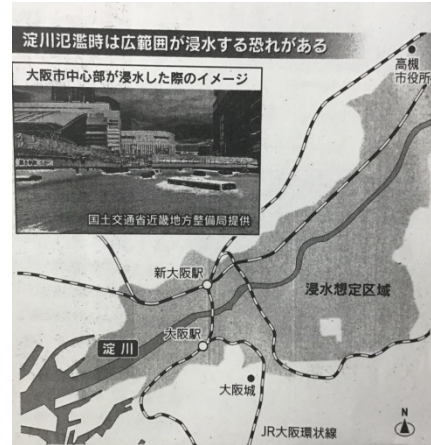 淀川氾濫時は広範囲が浸水する恐れがある
大阪市中心部が浸水した際のイメージ
国土交通省近畿地方整備局提供
高槻
市役所
新大阪駅
浸水想定区域
大阪駅
淀川
大阪城
JR大阪環状線
N